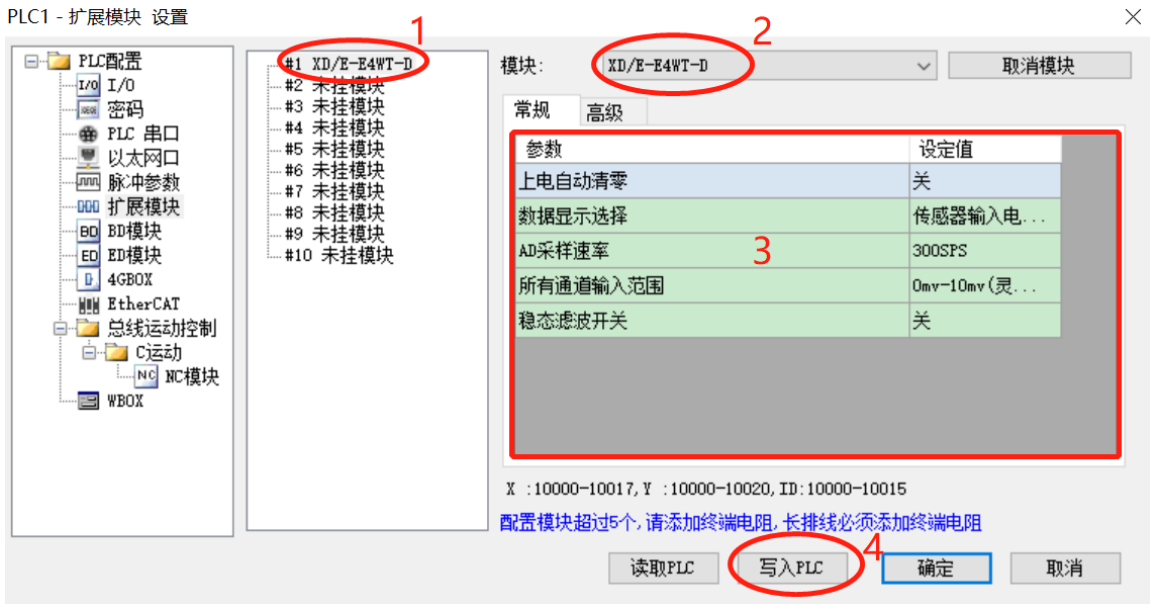 PLC1 - 扩展模块 设置
PLC配置
I/O I/O
密码
PLC 串口
以太网口
脉冲参数
扩展模块
BD BD模块
ED ED模块
4GBOX
EtherCAT
总线运动控制
C运动
NC NC模块
WBOX
1
#1 XD/E-E4WT-D
#2 未挂模块
#3 未挂模块
#4 未挂模块
#5 未挂模块
#6 未挂模块
#7 未挂模块
#8 未挂模块
#9 未挂模块
#10 未挂模块
2
模块: XD/E-E4WT-D 取消模块
常规 高级
参数 设定值
上电自动清零 关
数据显示选择 传感器输入电...
AD采样速率 300SPS
3
所有通道输入范围 0mv-10mv(灵...
稳态滤波开关 关
X :10000-10017,Y :10000-10020,ID:10000-10015
配置模块超过5个,请添加终端电阻,长排线必须添加终端电阻
4
读取PLC 写入PLC 确定 取消